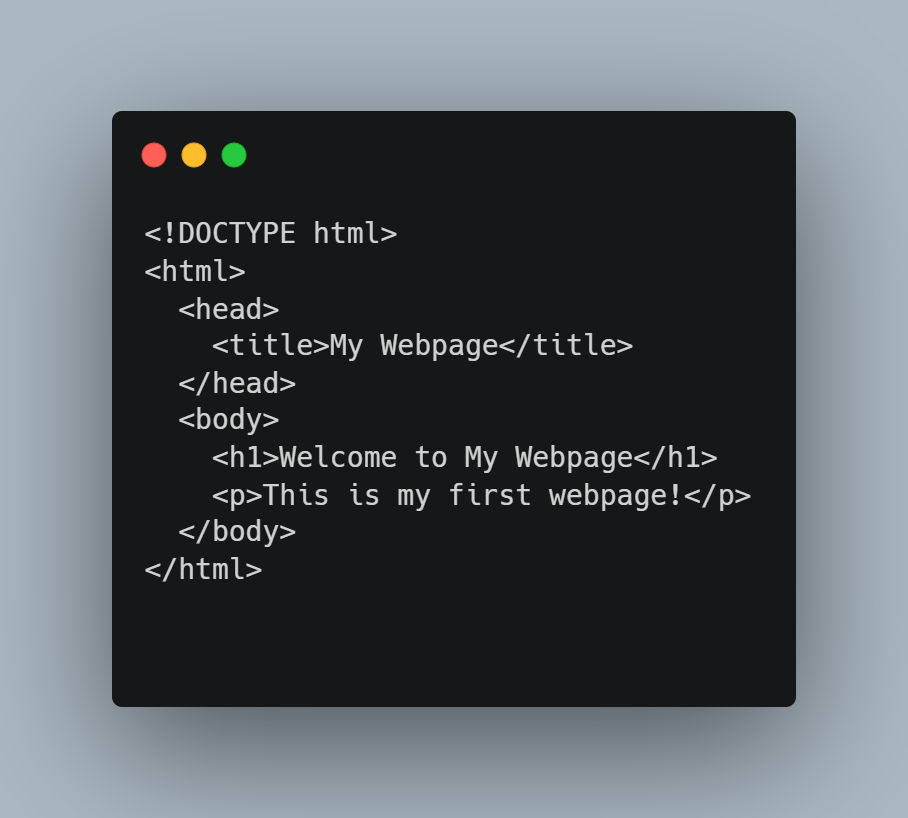 <!DOCTYPE html>
<html>
  <head>
    <title>My Webpage</title>
  </head>
  <body>
    <h1>Welcome to My Webpage</h1>
    <p>This is my first webpage!</p>
  </body>
</html>